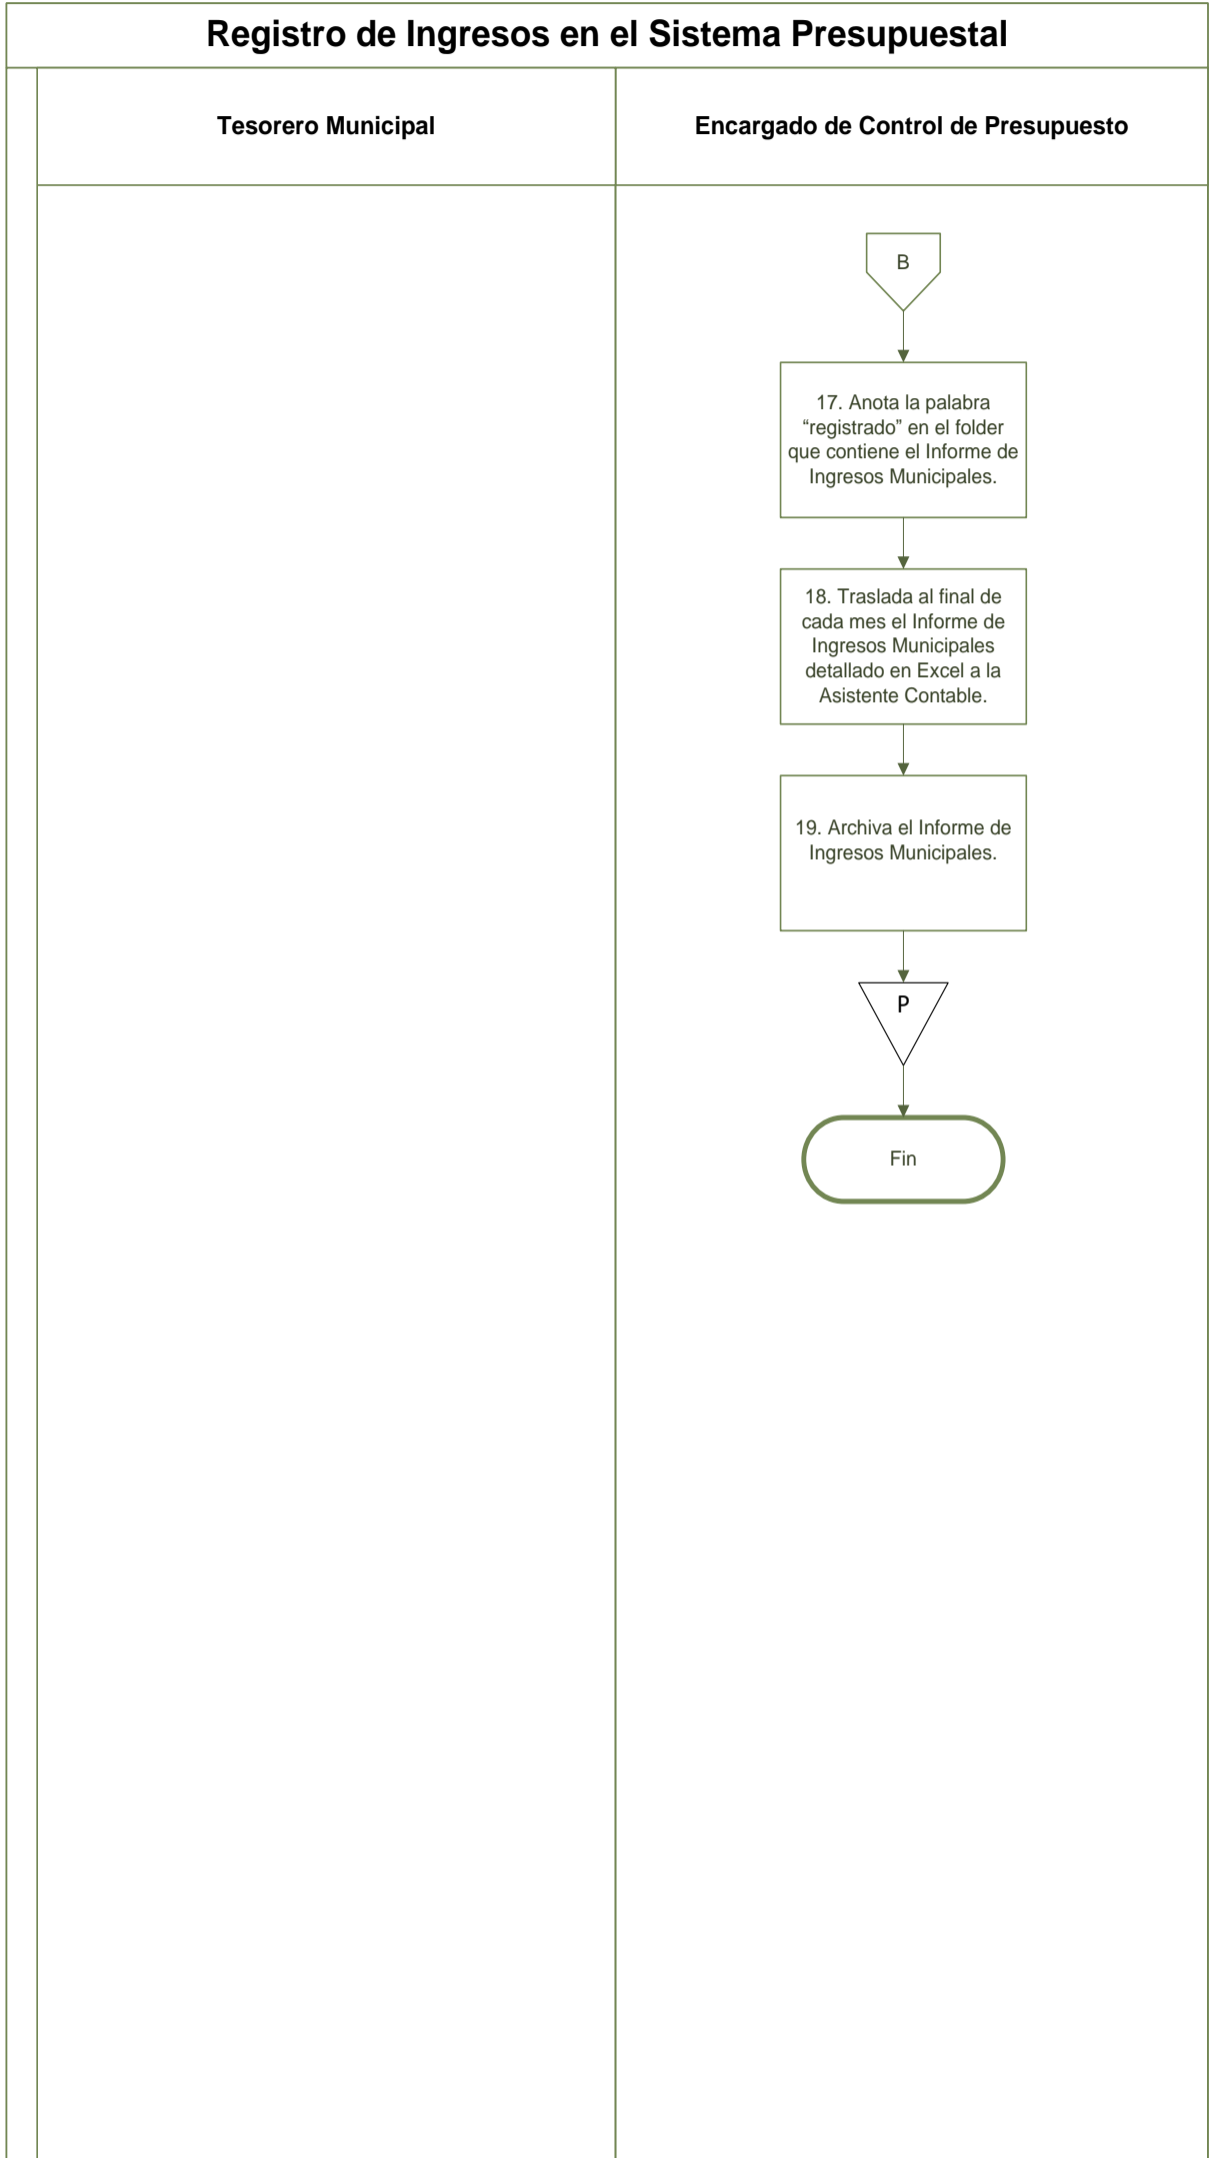 Registro de Ingresos en el Sistema Presupuestal
Tesorero Municipal
Encargado de Control de Presupuesto
B
17. Anota la palabra
“registrado” en el folder
que contiene el Informe de
Ingresos Municipales.
18. Traslada al final de
cada mes el Informe de
Ingresos Municipales
detallado en Excel a la
Asistente Contable.
19. Archiva el Informe de
Ingresos Municipales.
P
Fin